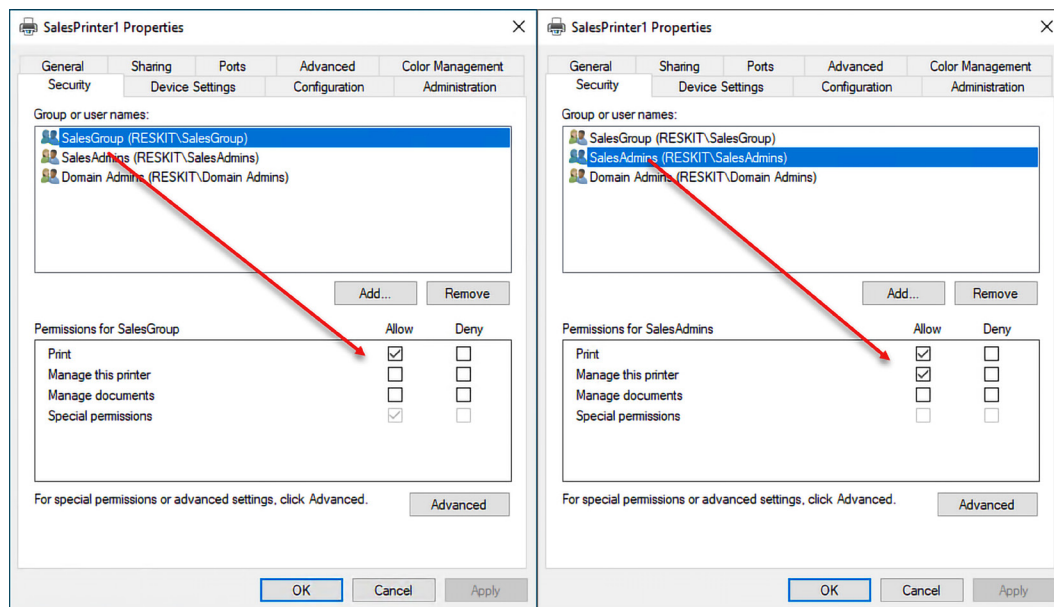 SalesPrinter1 Properties
General Sharing Ports Advanced Color Management
Security Device Settings Configuration Administration
Group or user names:
SalesGroup (RESKIT\SalesGroup)
SalesAdmins (RESKIT\SalesAdmins)
Domain Admins (RESKIT\Domain Admins)
Add... Remove
Permissions for SalesGroup Allow Deny
Print
Manage this printer
Manage documents
Special permissions
For special permissions or advanced settings, click Advanced.
Advanced
OK Cancel Apply
SalesPrinter1 Properties
General Sharing Ports Advanced Color Management
Security Device Settings Configuration Administration
Group or user names:
SalesGroup (RESKIT\SalesGroup)
SalesAdmins (RESKIT\SalesAdmins)
Domain Admins (RESKIT\Domain Admins)
Add... Remove
Permissions for SalesAdmins Allow Deny
Print
Manage this printer
Manage documents
Special permissions
For special permissions or advanced settings, click Advanced.
Advanced
OK Cancel Apply